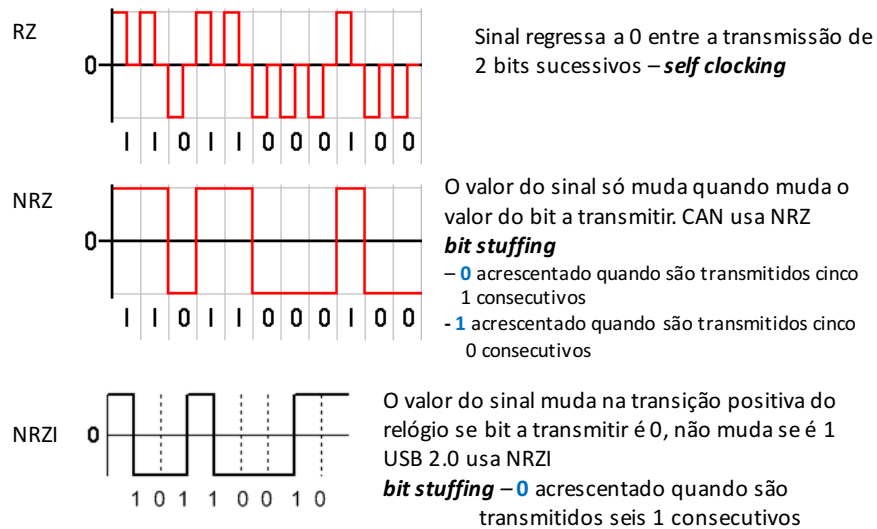 RZ
0
Sinal regressa a 0 entre a transmissão de
2 bits sucessivos – self clocking
1 1 0 1 1 0 0 0 1 0 0
NRZ
0
O valor do sinal só muda quando muda o
valor do bit a transmitir. CAN usa NRZ
bit stuffing
– 0 acrescentado quando são transmitidos cinco
1 consecutivos
- 1 acrescentado quando são transmitidos cinco
0 consecutivos
1 1 0 1 1 0 0 0 1 0 0
NRZI
0
O valor do sinal muda na transição positiva do
relógio se bit a transmitir é 0, não muda se é 1
USB 2.0 usa NRZI
bit stuffing – 0 acrescentado quando são
transmitidos seis 1 consecutivos
1 0 1 1 0 0 1 0